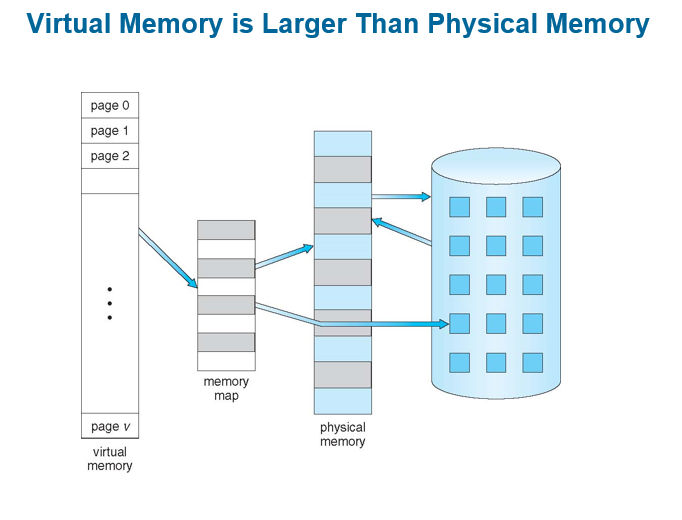 Virtual Memory is Larger Than Physical Memory
page 0
page 1
page 2
page v
virtual
memory
memory
map
physical
memory